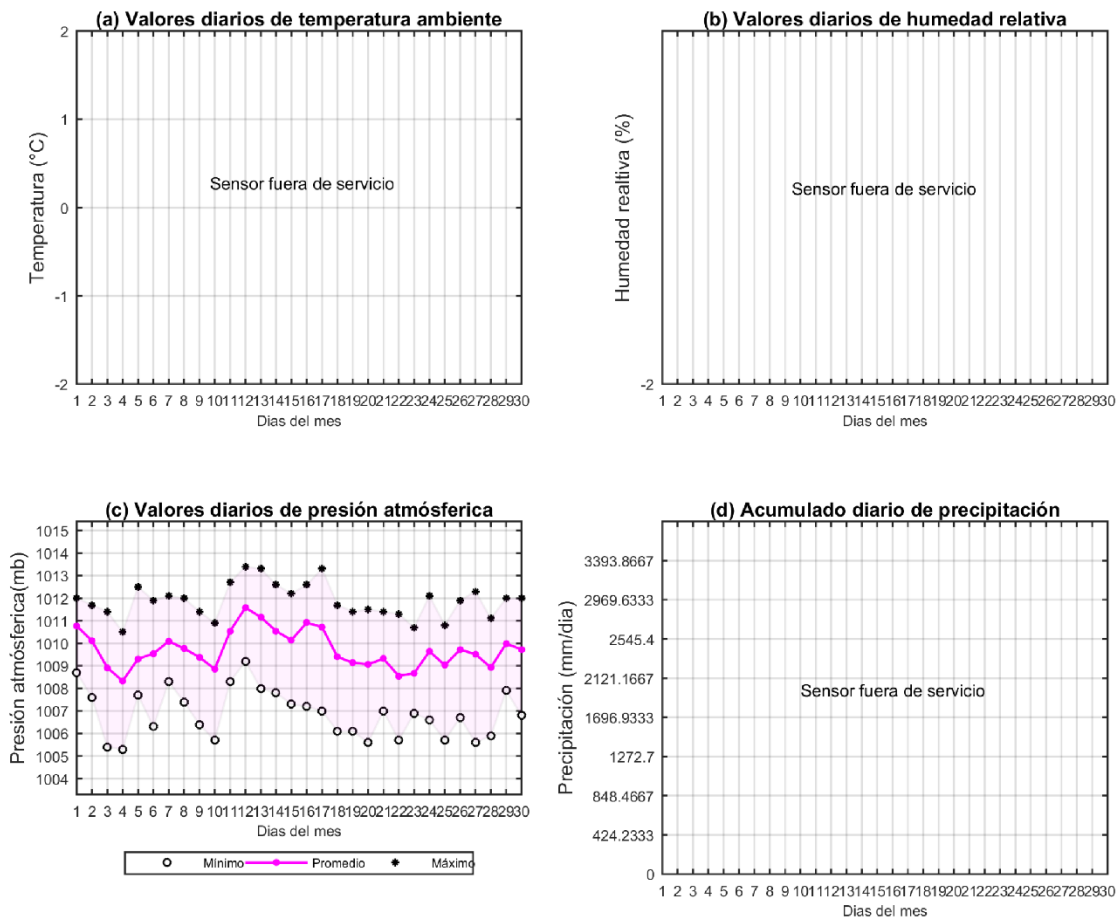 (a) Valores diarios de temperatura ambiente
2
1
0
-1
-2
Temperatura (°C)
Sensor fuera de servicio
1 2 3 4 5 6 7 8 9 101112131415161718192021222324252627282930
Dias del mes
(b) Valores diarios de humedad relativa
Humedad realtiva (%)
-2
Sensor fuera de servicio
1 2 3 4 5 6 7 8 9 101112131415161718192021222324252627282930
Dias del mes
(c) Valores diarios de presión atmósferica
1015
1014
1013
1012
1011
1010
1009
1008
1007
1006
1005
1004
Presión atmósferica(mb)
1 2 3 4 5 6 7 8 9 101112131415161718192021222324252627282930
Dias del mes
Mínimo Promedio Máximo
(d) Acumulado diario de precipitación
3393.8667
2969.6333
2545.4
2121.1667
1696.9333
1272.7
848.4667
424.2333
0
Precipitación (mm/dia)
Sensor fuera de servicio
1 2 3 4 5 6 7 8 9 101112131415161718192021222324252627282930
Dias del mes